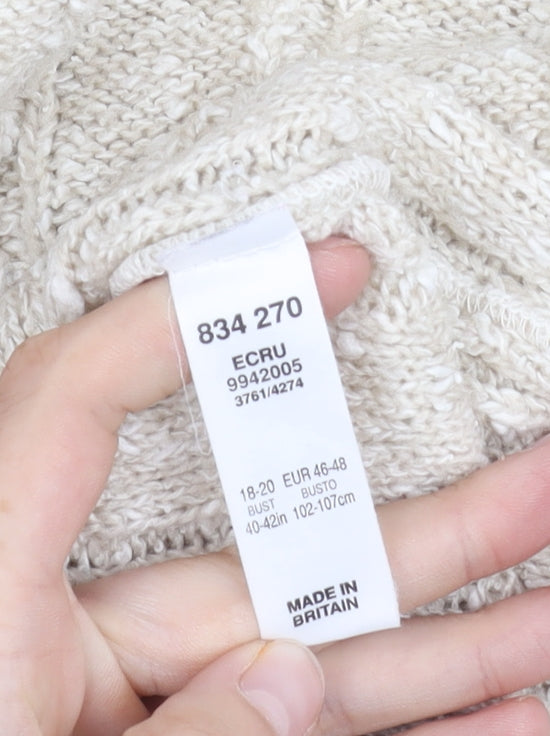 834 270
ECRU
9942005
3761/4274
18-20 EUR 46-48
BUST BUSTO
40-42in 102-107cm
MADE IN
BRITAIN